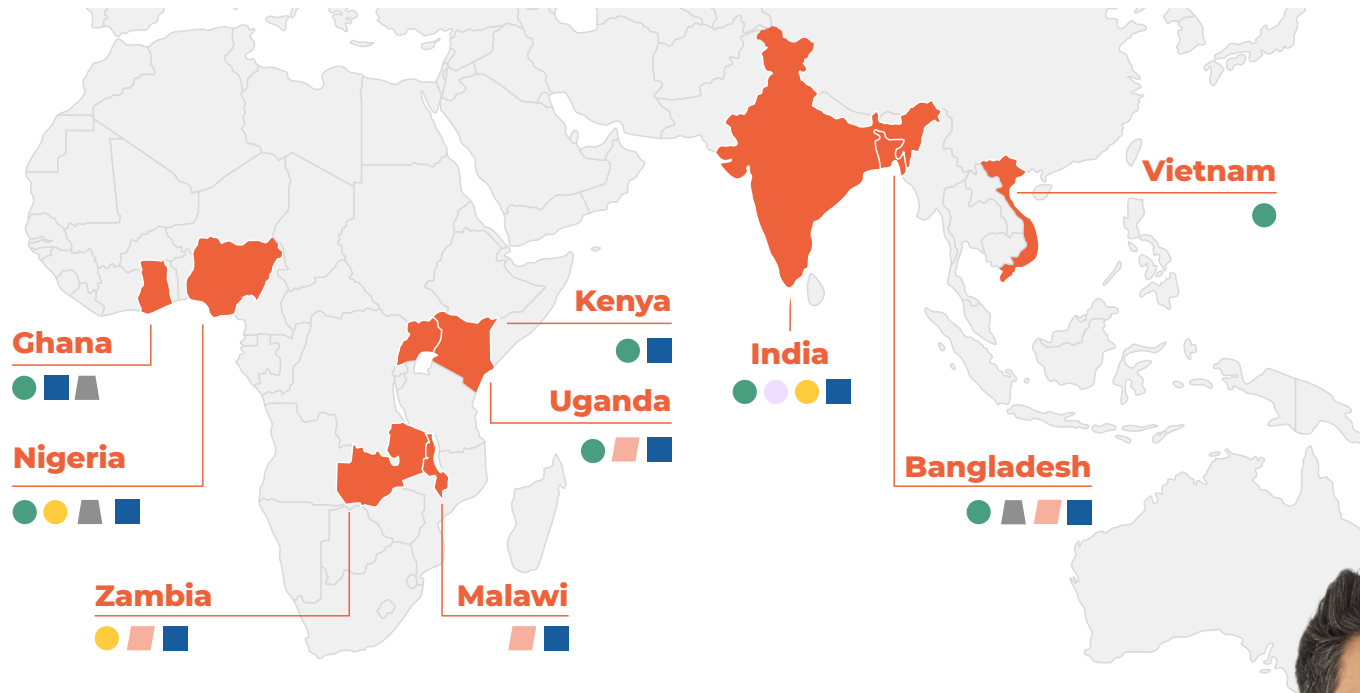 Vietnam
Kenya
Ghana
India
Uganda
Nigeria
Bangladesh
Zambia
Malawi